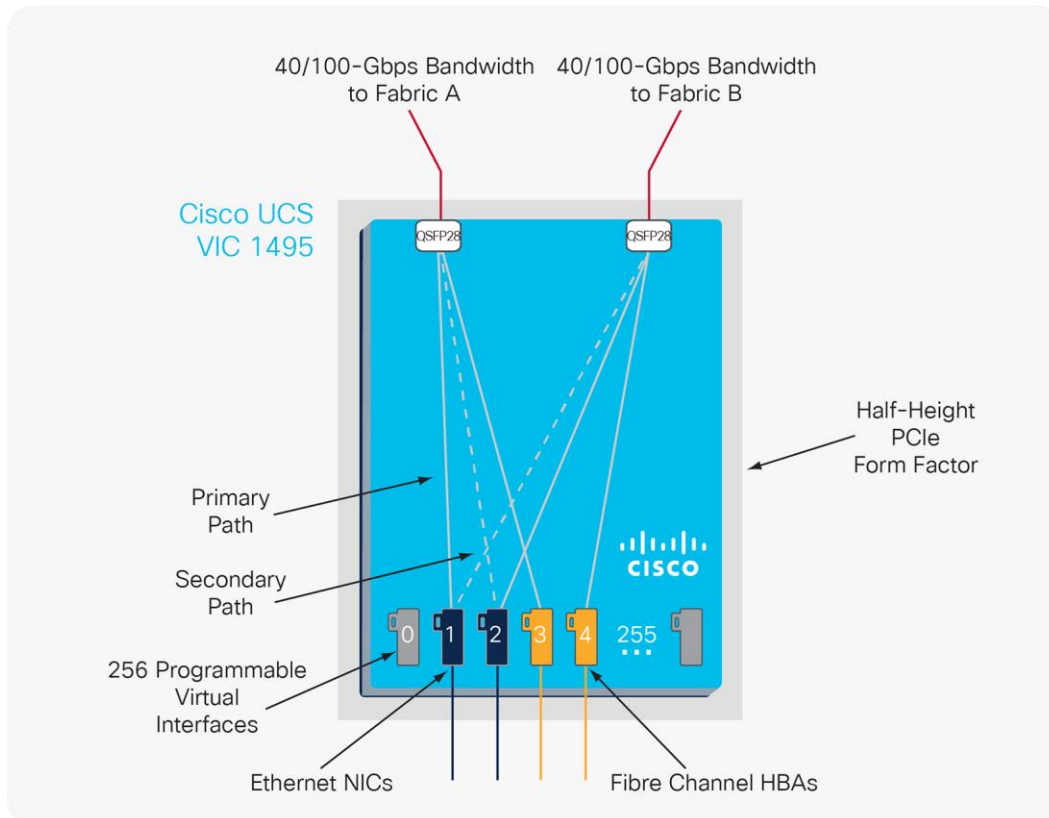 40/100-Gbps Bandwidth
to Fabric A
40/100-Gbps Bandwidth
to Fabric B
Cisco UCS
VIC 1495
QSFP28
QSFP28
Half-Height
PCIe
Form Factor
Primary
Path
CISCO
Secondary
Path
0
1
2
3
4
255
...
256 Programmable
Virtual
Interfaces
Ethernet NICs
Fibre Channel HBAs